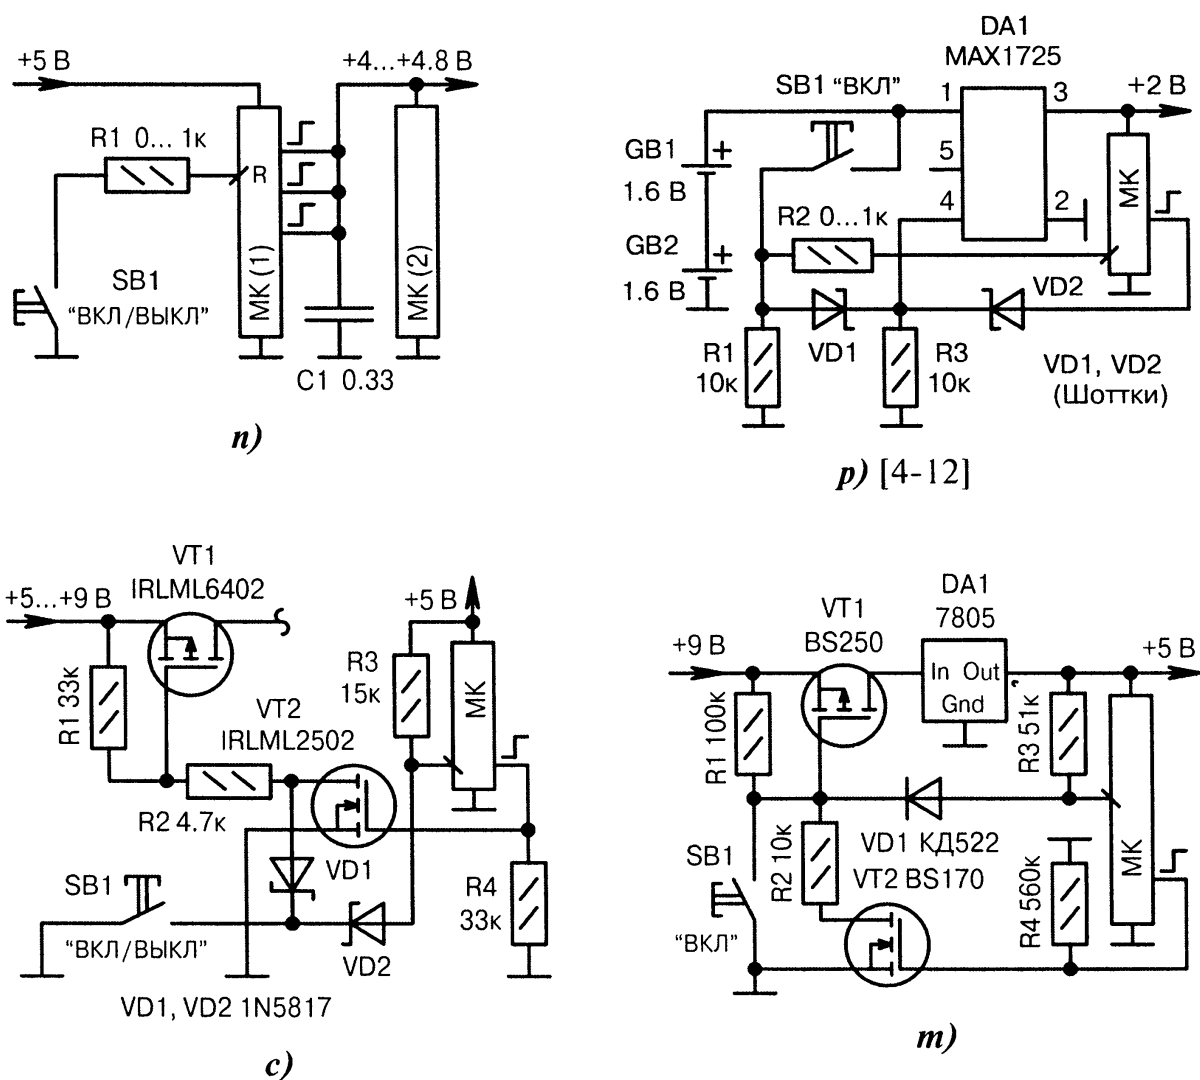 +5 В
+4...+4.8 В
R1 0... 1к
R
SB1
"ВКЛ/ВЫКЛ"
МК (1)
МК (2)
C1 0.33
п)
DA1
MAX1725
SB1 "ВКЛ"
1
3
+2 В
GB1
+
1.6 В
5
4
2
МК
R2 0...1к
GB2
+
1.6 В
VD2
R1
10к
VD1
R3
10к
VD1, VD2
(Шоттки)
р) [4-12]
VT1
IRLML6402
+5...+9 В
+5 В
R1 33к
R3
15к
МК
VT2
IRLML2502
R2 4.7к
VD1
SB1
R4
33к
"ВКЛ/ВЫКЛ"
VD2
VD1, VD2 1N5817
с)
DA1
7805
VT1
BS250
+9 В
+5 В
In Out
Gnd
R1 100к
R3 51к
VD1 КД522
SB1
R2 10к
VT2 BS170
R4 560к
МК
"ВКЛ"
т)